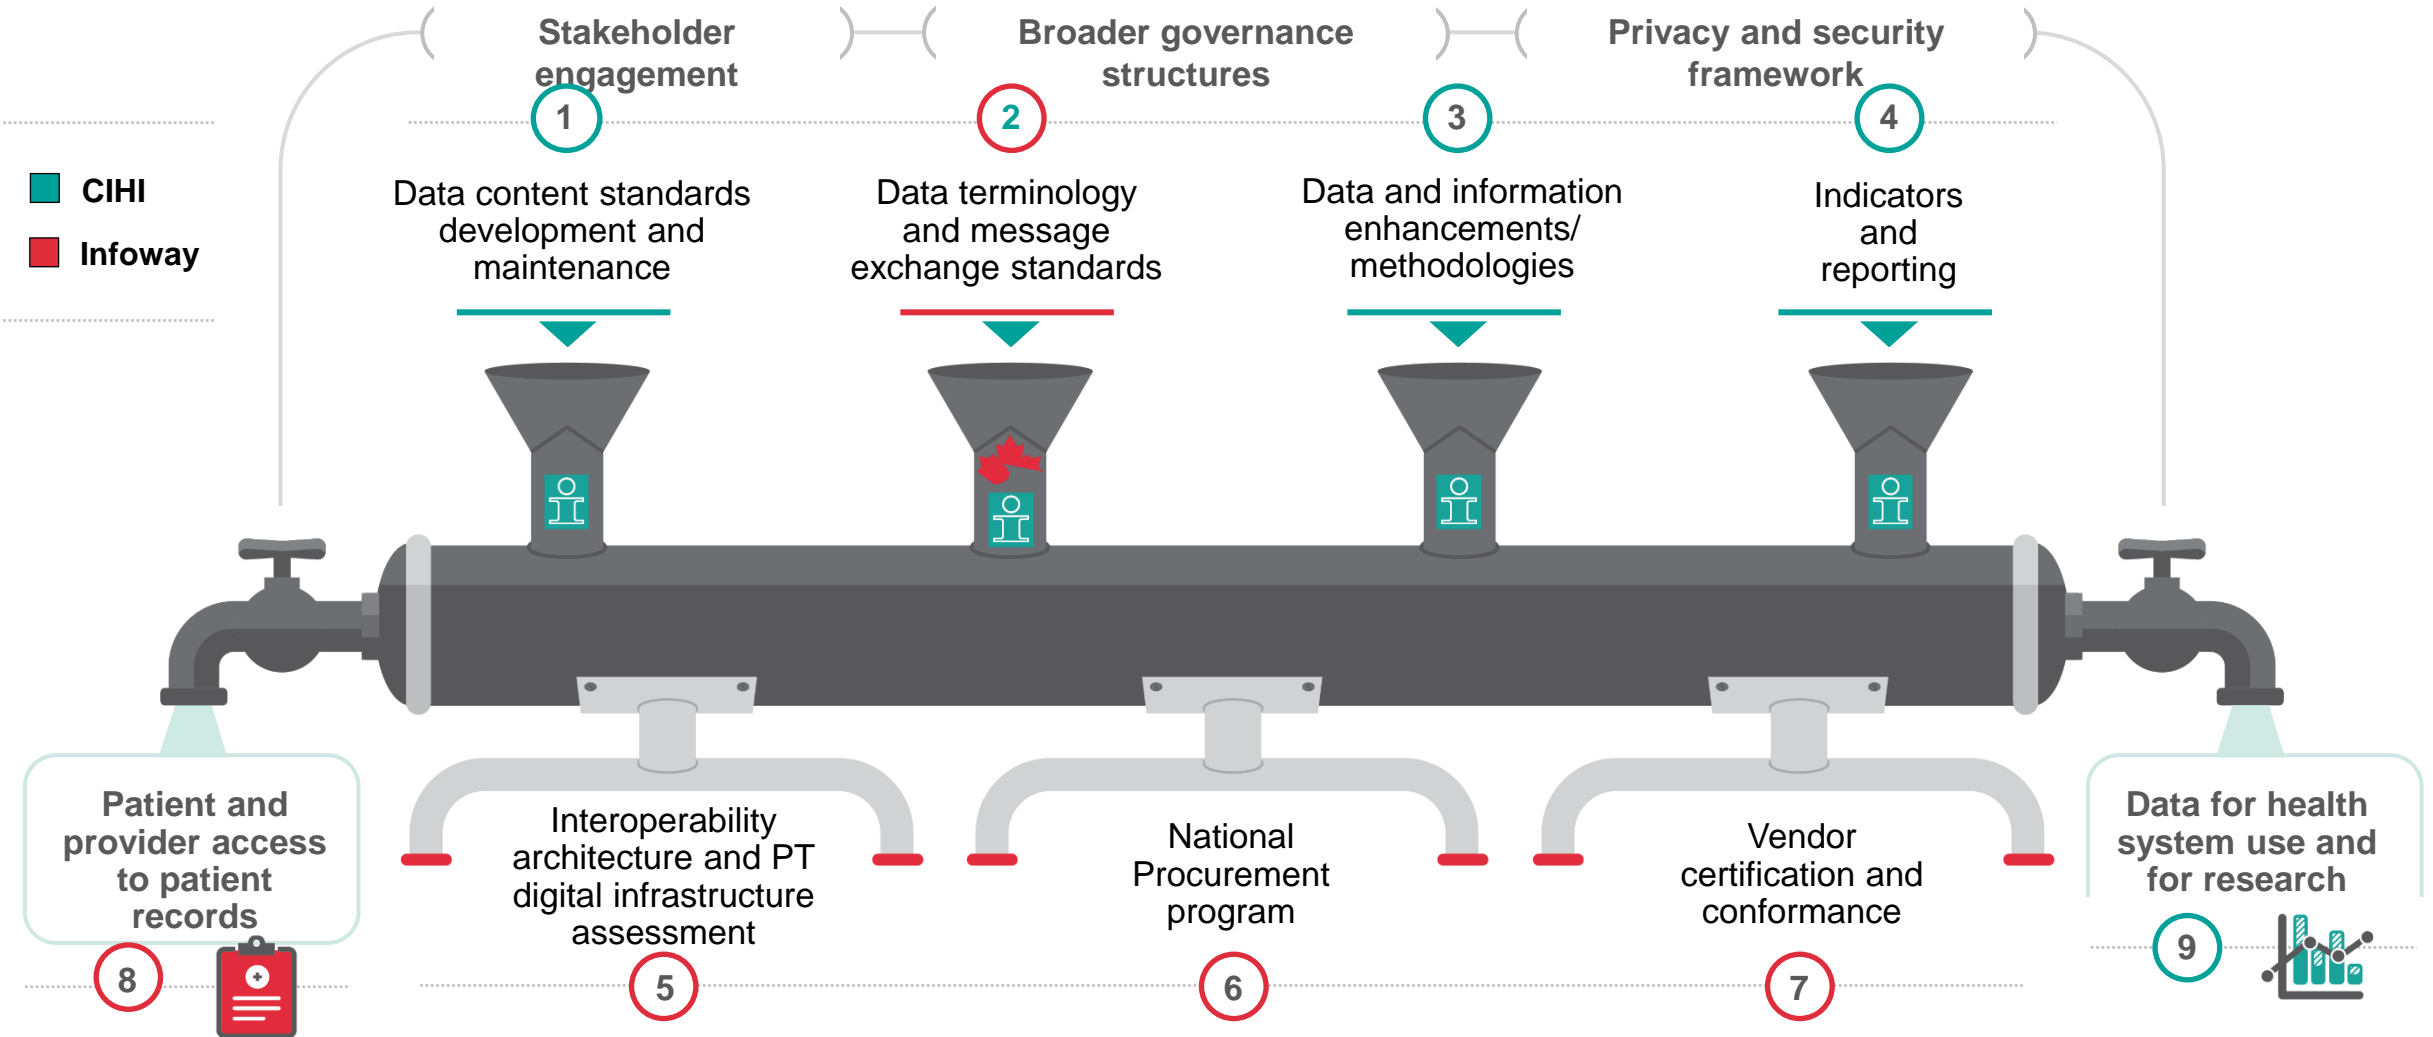 Stakeholder
engagement
Broader governance
structures
Privacy and security
framework
CIHI
Infoway
1
Data content standards
development and
maintenance
2
Data terminology
and message
exchange standards
3
Data and information
enhancements/
methodologies
4
Indicators
and
reporting
Patient and
provider access
to patient
records
8
Interoperability
architecture and PT
digital infrastructure
assessment
5
National
Procurement
program
6
Vendor
certification and
conformance
7
Data for health
system use and
for research
9